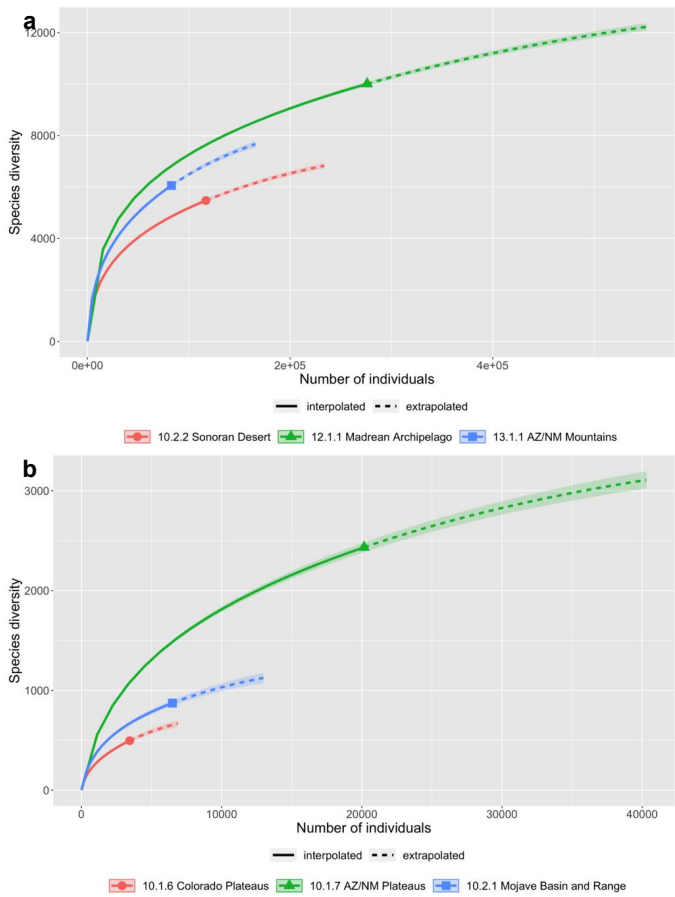 a
12000
8000
4000
0
Species diversity
0e+00 2e+05 4e+05
Number of individuals
interpolated extrapolated
10.2.2 Sonoran Desert 12.1.1 Madrean Archipelago 13.1.1 AZ/NM Mountains
b
3000
2000
1000
500
0
Species diversity
0 10000 20000 30000 40000
Number of individuals
interpolated extrapolated
10.1.6 Colorado Plateaus 10.1.7 AZ/NM Plateaus 10.2.1 Mojave Basin and Range